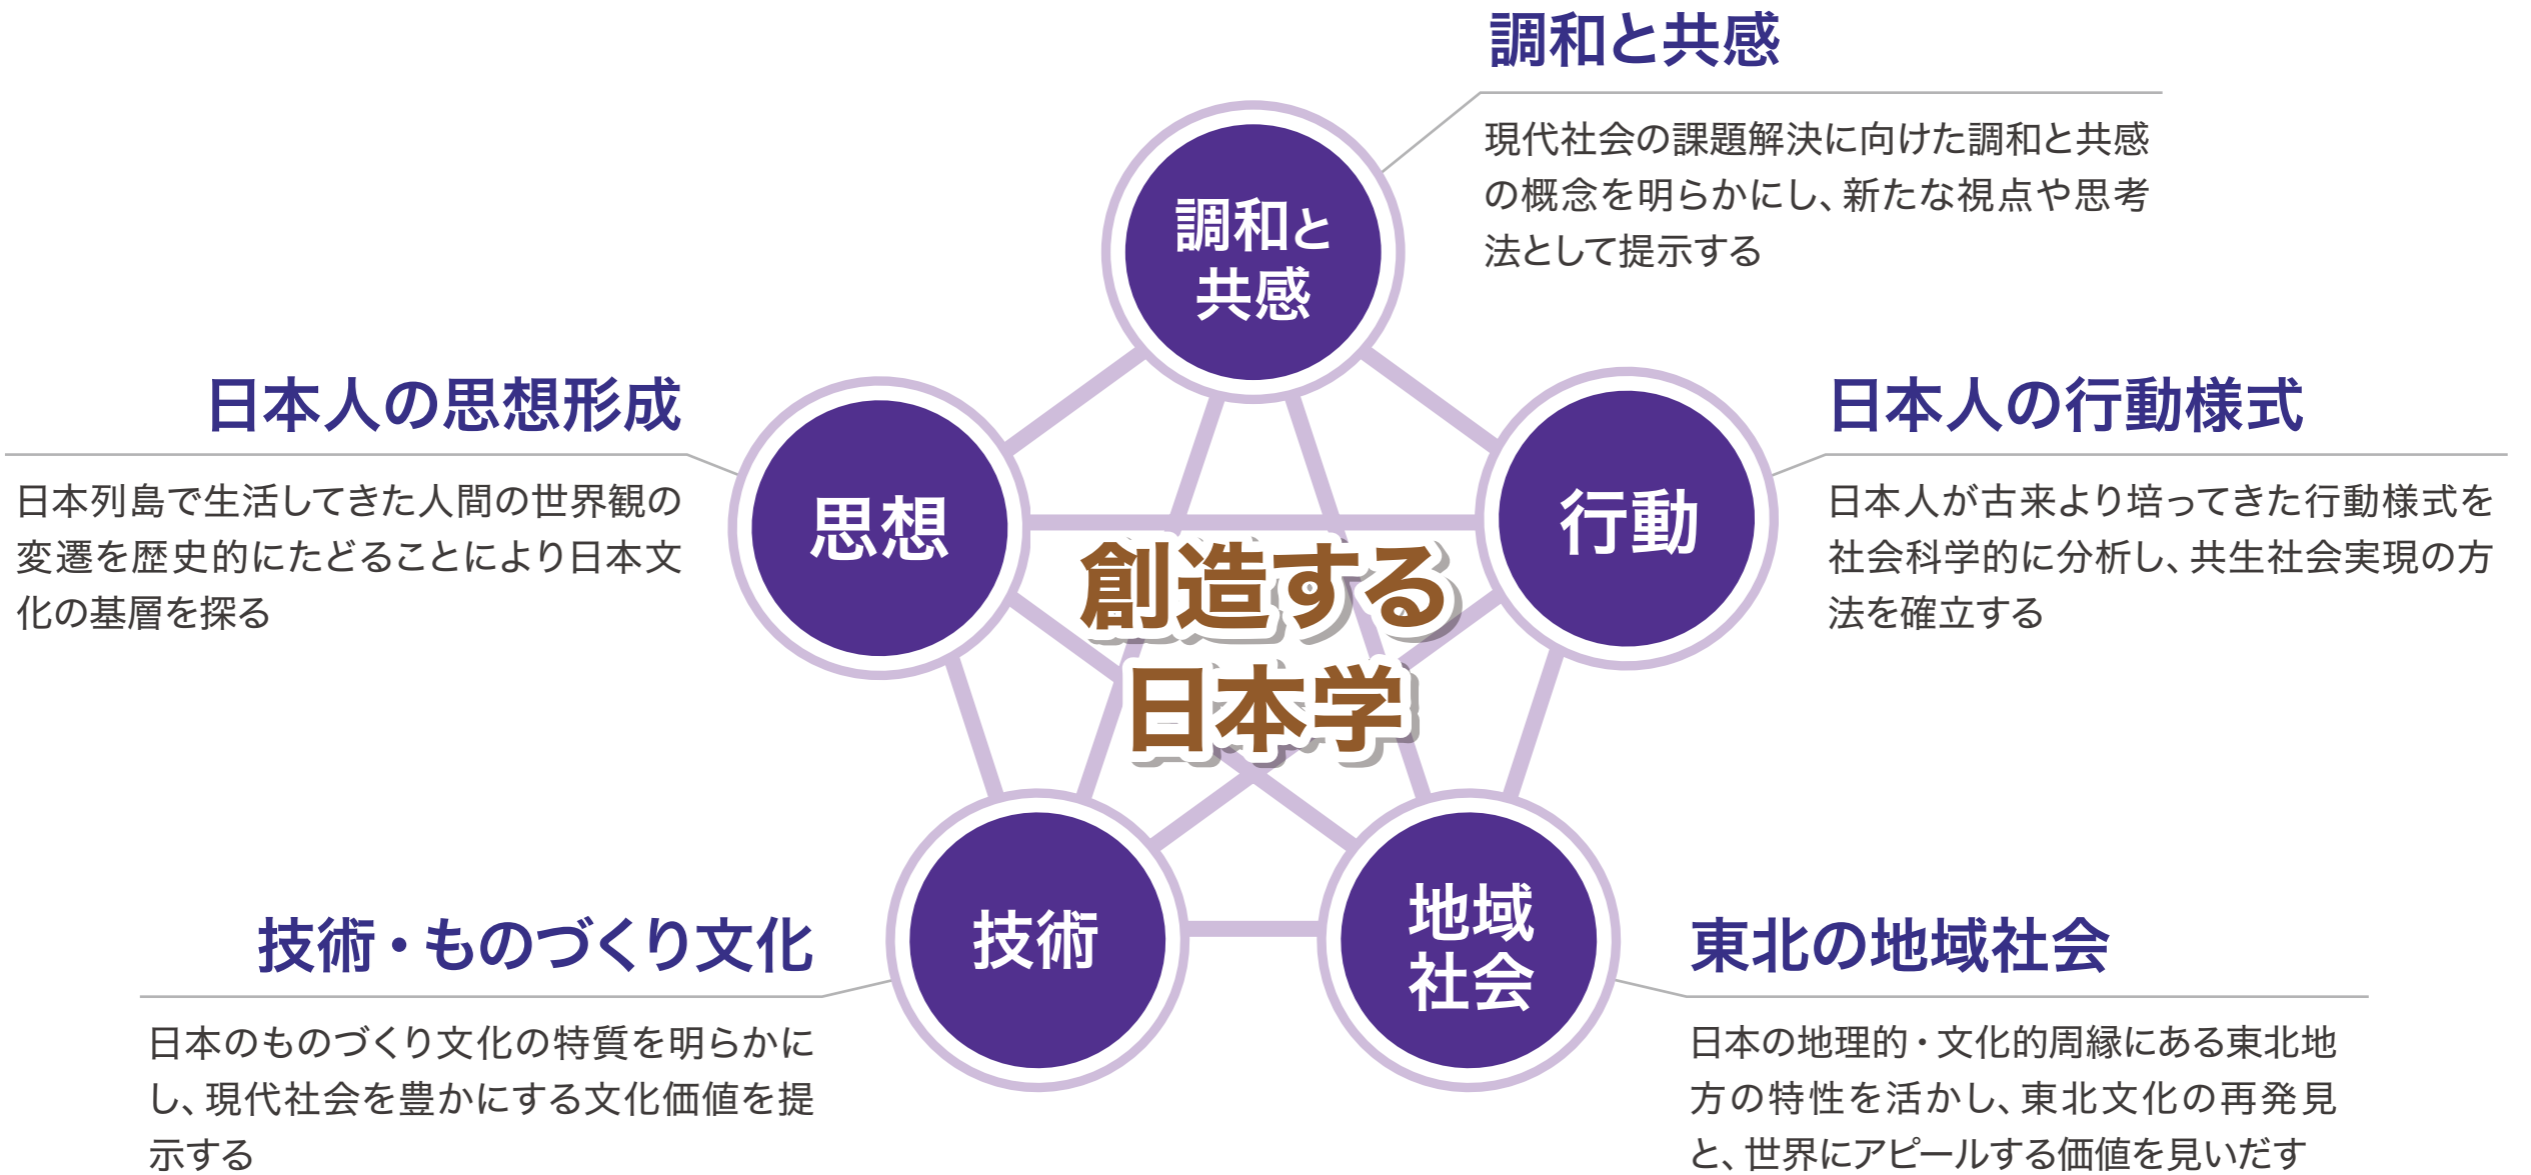 調和と共感
現代社会の課題解決に向けた調和と共感
の概念を明らかにし、新たな視点や思考
法として提示する
調和と
共感
日本人の思想形成
日本列島で生活してきた人間の世界観の
変遷を歴史的にたどることにより日本文
化の基層を探る
思想
行動
日本人の行動様式
日本人が古来より培ってきた行動様式を
社会科学的に分析し、共生社会実現の方
法を確立する
創造する
日本学
技術・ものづくり文化
日本のものづくり文化の特質を明らかに
し、現代社会を豊かにする文化価値を提
示する
技術
地域
社会
東北の地域社会
日本の地理的・文化的周縁にある東北地
方の特性を活かし、東北文化の再発見
と、世界にアピールする価値を見いだす